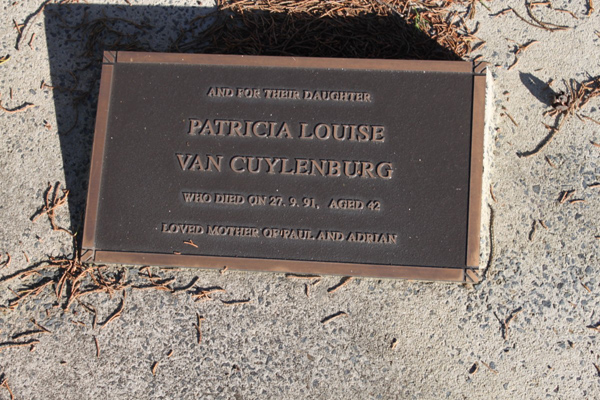 AND FOR THEIR DAUGHTER
PATRICIA LOUISE
VAN CUYLENBURG
WHO DIED ON 27. 9. 91, AGED 42
LOVED MOTHER OF PAUL AND ADRIAN